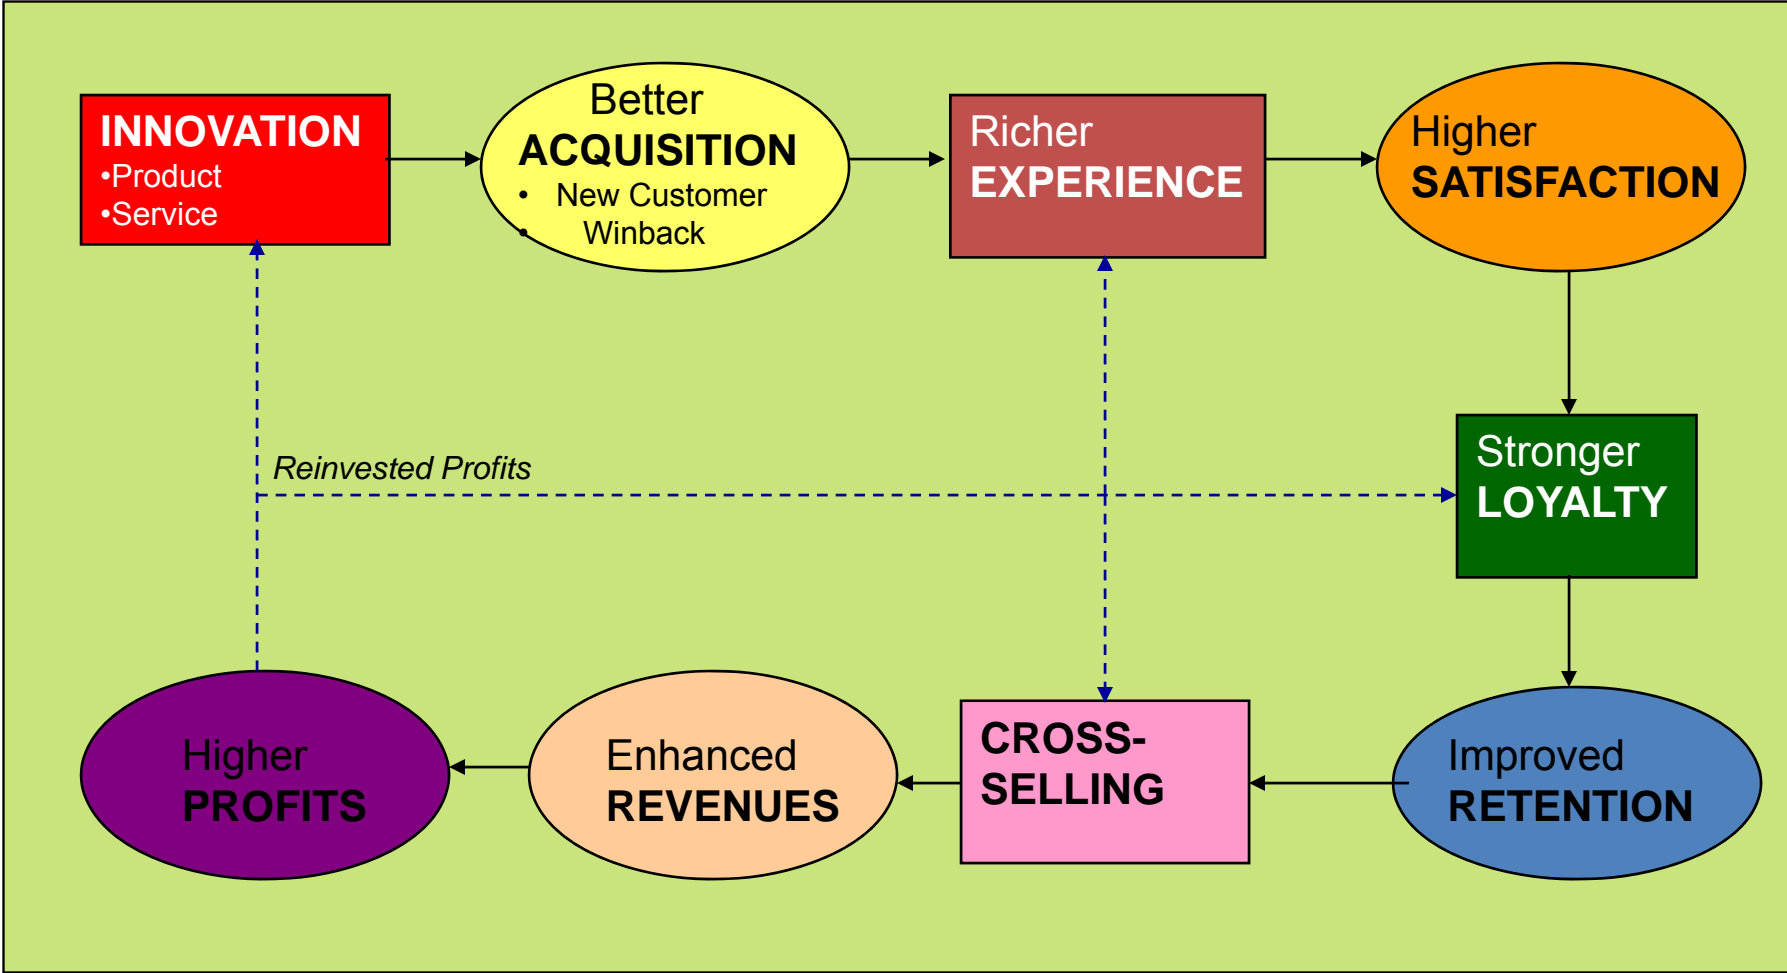 INNOVATION
•Product
•Service
Better
ACQUISITION
• New Customer
• Winback
Richer
EXPERIENCE
Higher
SATISFACTION
Reinvested Profits
Stronger
LOYALTY
Higher
PROFITS
Enhanced
REVENUES
CROSS-
SELLING
Improved
RETENTION